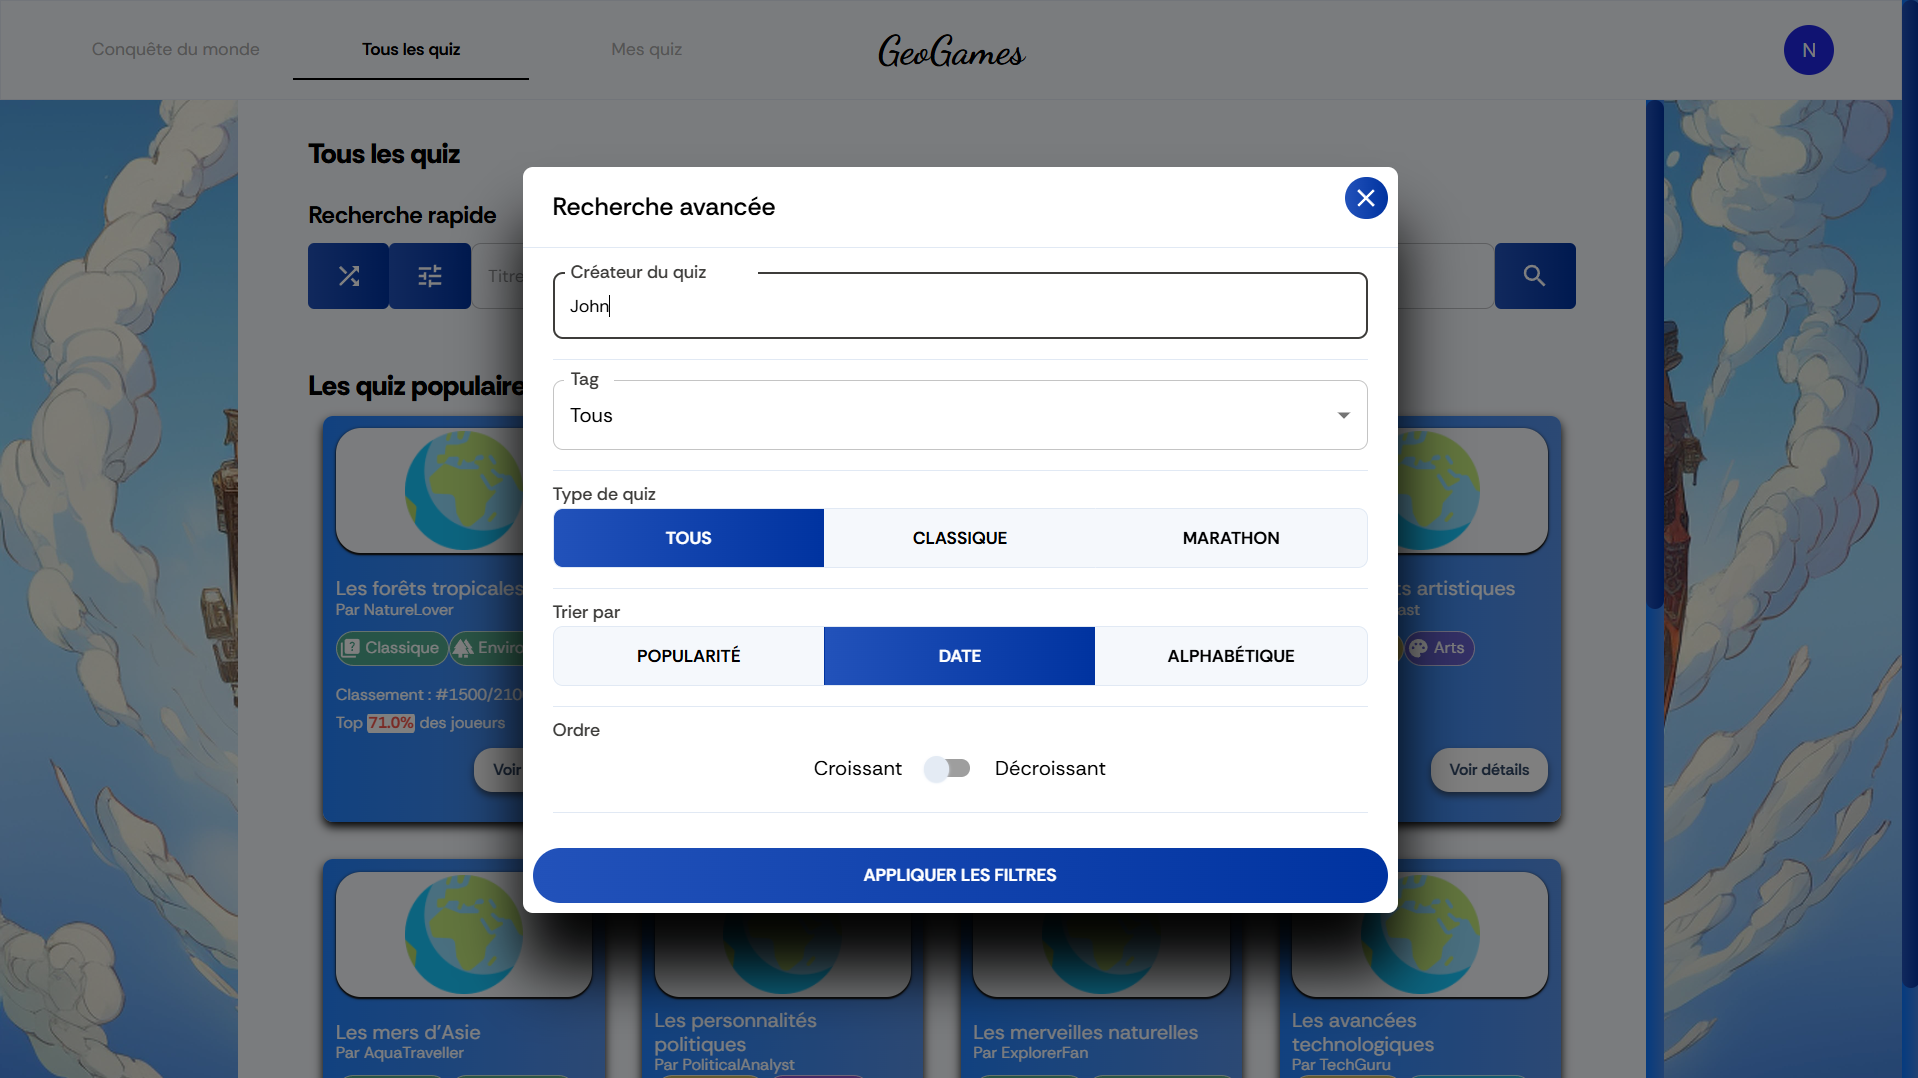 Conquête du monde
Tous les quiz
Mes quiz
GeoGames
N
Tous les quiz
Recherche rapide
Titre
Les quiz populaire
Recherche avancée
Créateur du quiz
John
Tag
Tous
Type de quiz
TOUS
CLASSIQUE
MARATHON
Trier par
POPULARITÉ
DATE
ALPHABÉTIQUE
Ordre
Croissant
Décroissant
APPLIQUER LES FILTRES
Les forêts tropicales
Par NatureLover
Classique
Enviro
Classement : #1500/210
Top 71.0% des joueurs
Voir
ts artistiques
ast
Arts
Voir détails
Les mers d'Asie
Par AquaTraveller
Les personnalités
politiques
Par PoliticalAnalyst
Les merveilles naturelles
Par ExplorerFan
Les avancées
technologiques
Par TechGuru